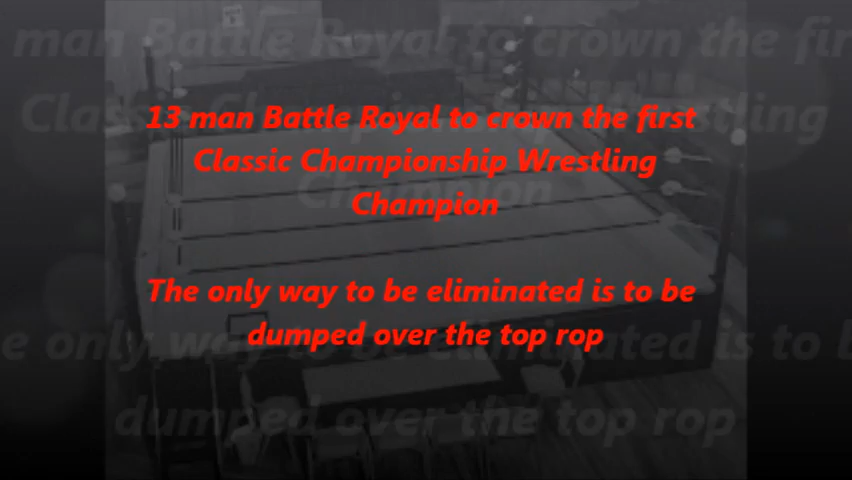 13 man Battle Royal to crown the first
Classic Championship Wrestling
Champion
The only way to be eliminated is to be
dumped over the top rop